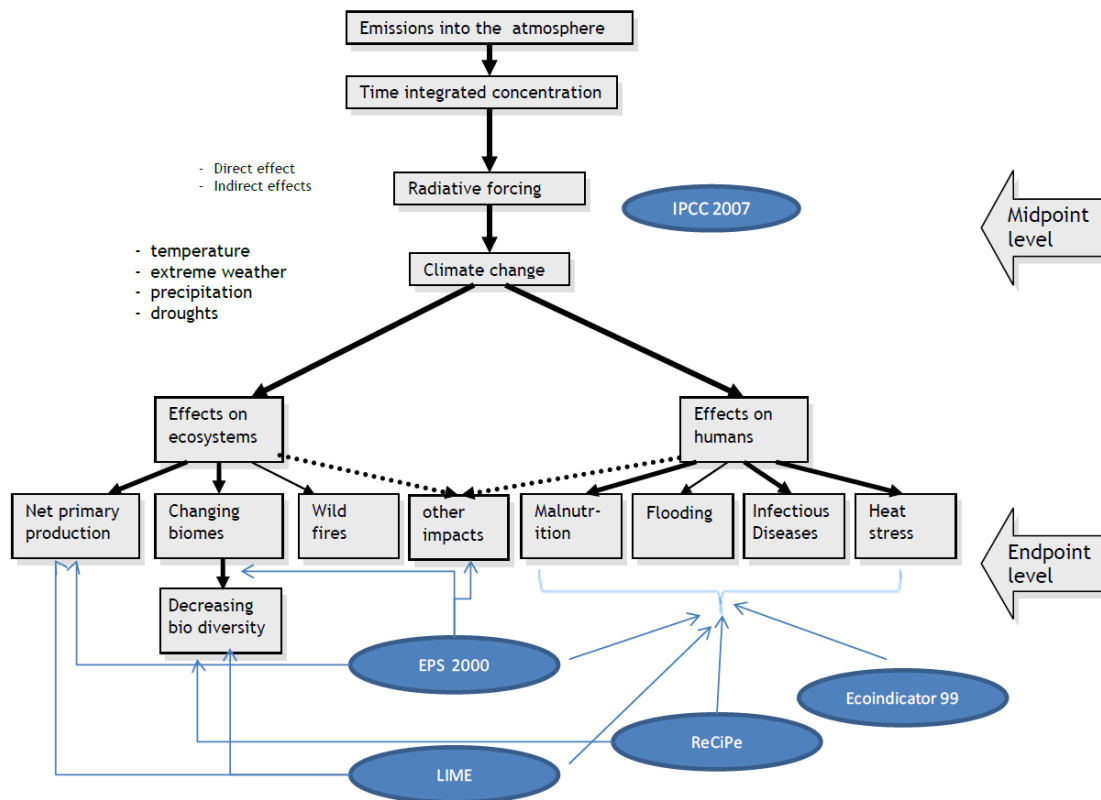 Emissions into the atmosphere
Time integrated concentration
- Direct effect
- Indirect effects
Radiative forcing
IPCC 2007
Midpoint
level
- temperature
- extreme weather
- precipitation
- droughts
Climate change
Effects on
ecosystems
Effects on
humans
Net primary
production
Changing
biomes
Wild
fires
other
impacts
Malnutr-
ition
Flooding
Infectious
Diseases
Heat
stress
Endpoint
level
Decreasing
bio diversity
EPS 2000
Ecoindicator 99
ReCiPe
LIME